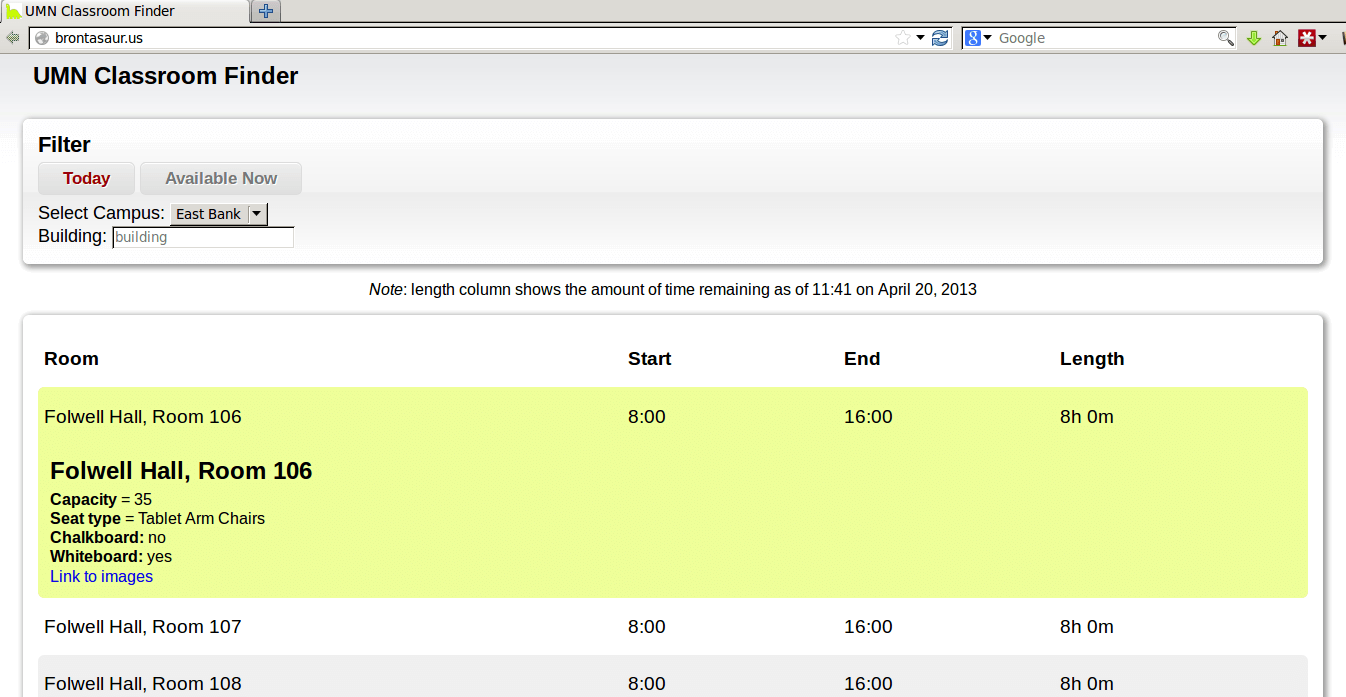 UMN Classroom Finder
brontasaur.us
8 Google
UMN Classroom Finder
Filter
Today Available Now
Select Campus: East Bank
Building: building
Note: length column shows the amount of time remaining as of 11:41 on April 20, 2013
Room Start End Length
Folwell Hall, Room 106 8:00 16:00 8h 0m
Folwell Hall, Room 106
Capacity = 35
Seat type = Tablet Arm Chairs
Chalkboard: no
Whiteboard: yes
Link to images
Folwell Hall, Room 107 8:00 16:00 8h 0m
Folwell Hall, Room 108 8:00 16:00 8h 0m